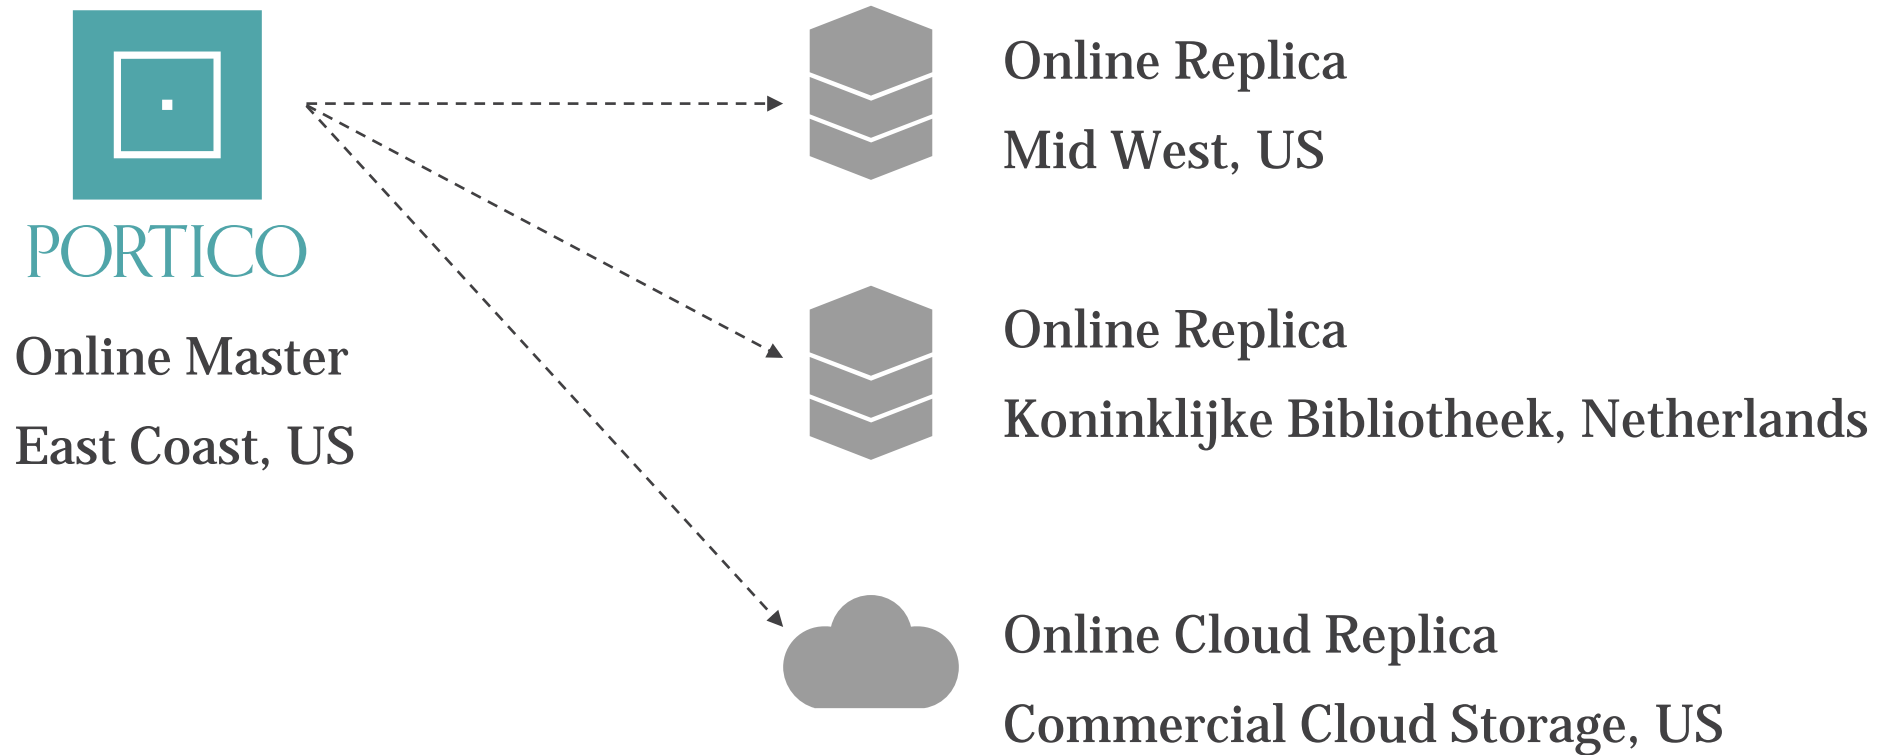 PORTICO
Online Master
East Coast, US
Online Replica
Mid West, US
Online Replica
Koninklijke Bibliotheek, Netherlands
Online Cloud Replica
Commercial Cloud Storage, US